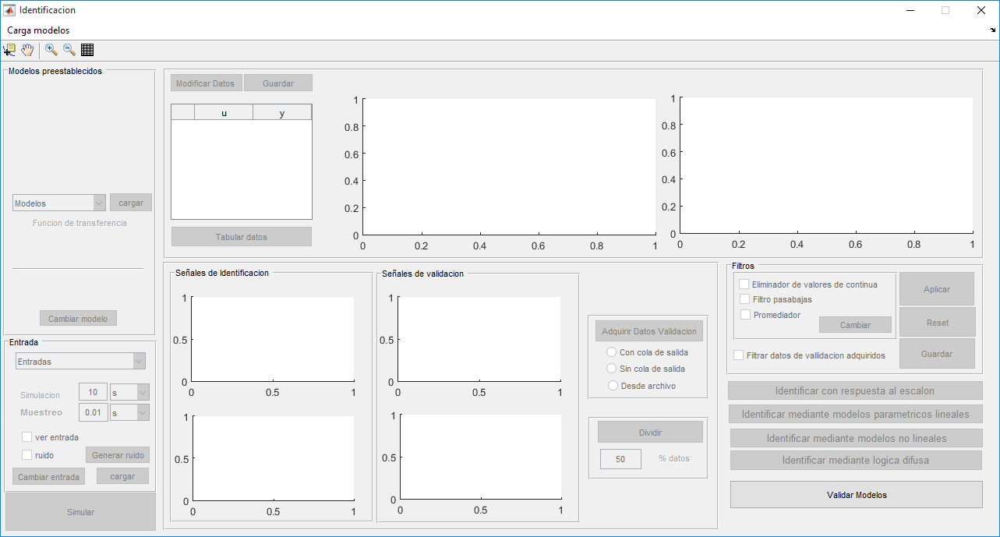 Identificacion
Carga modelos
Modelos preestablecidos
Modelos
cargar
Funcion de transferencia
Cambiar modelo
Entrada
Entradas
Simulacion 10 s
Muestreo 0.01 s
ver entrada
ruido
Generar ruido
Cambiar entrada
cargar
Simular
Modificar Datos
Guardar
u y
Tabular datos
1
0.8
0.6
0.4
0.2
0
0 0.2 0.4 0.6 0.8 1
1
0.8
0.6
0.4
0.2
0
0 0.2 0.4 0.6 0.8 1
Señales de Identificacion
1
0.5
0
0 0.5 1
1
0.5
0
0 0.5 1
Señales de validacion
1
0.5
0
0 0.5 1
1
0.5
0
0 0.5 1
Adquirir Datos Validacion
Con cola de salida
Sin cola de salida
Desde archivo
Dividir
50 % datos
Filtros
Eliminador de valores de continua
Filtro pasabajas
Promediador
Cambiar
Aplicar
Reset
Guardar
Filtrar datos de vallidacion adquiridos
Identificar con respuesta al escalon
Identificar mediante modelos parametricos lineales
Identificar mediante modelos no lineales
Identificar mediante logica difusa
Validar Modelos